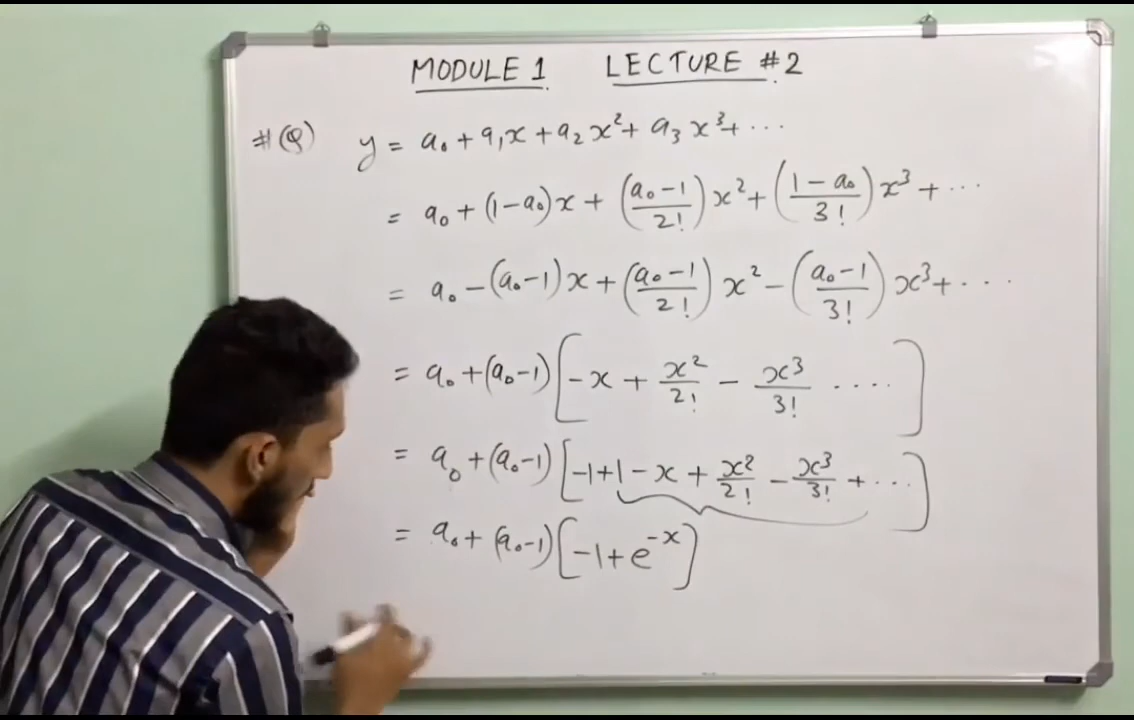 MODULE 1 LECTURE #2
#(Q) y = a₀ + a₁x + a₂x² + a₃x³ + ...
= a₀ + (1-a₀)x + ((a₀-1)/2!)x² + ((1-a₀)/3!)x³ + ...
= a₀ - (a₀-1)x + ((a₀-1)/2!)x² - ((a₀-1)/3!)x³ + ...
= a₀ + (a₀-1)[-x + x²/2! - x³/3! ....]
= a₀ + (a₀-1)[-1+1-x + x²/2! - x³/3! + ...]
= a₀ + (a₀-1)[-1+e⁻ˣ]